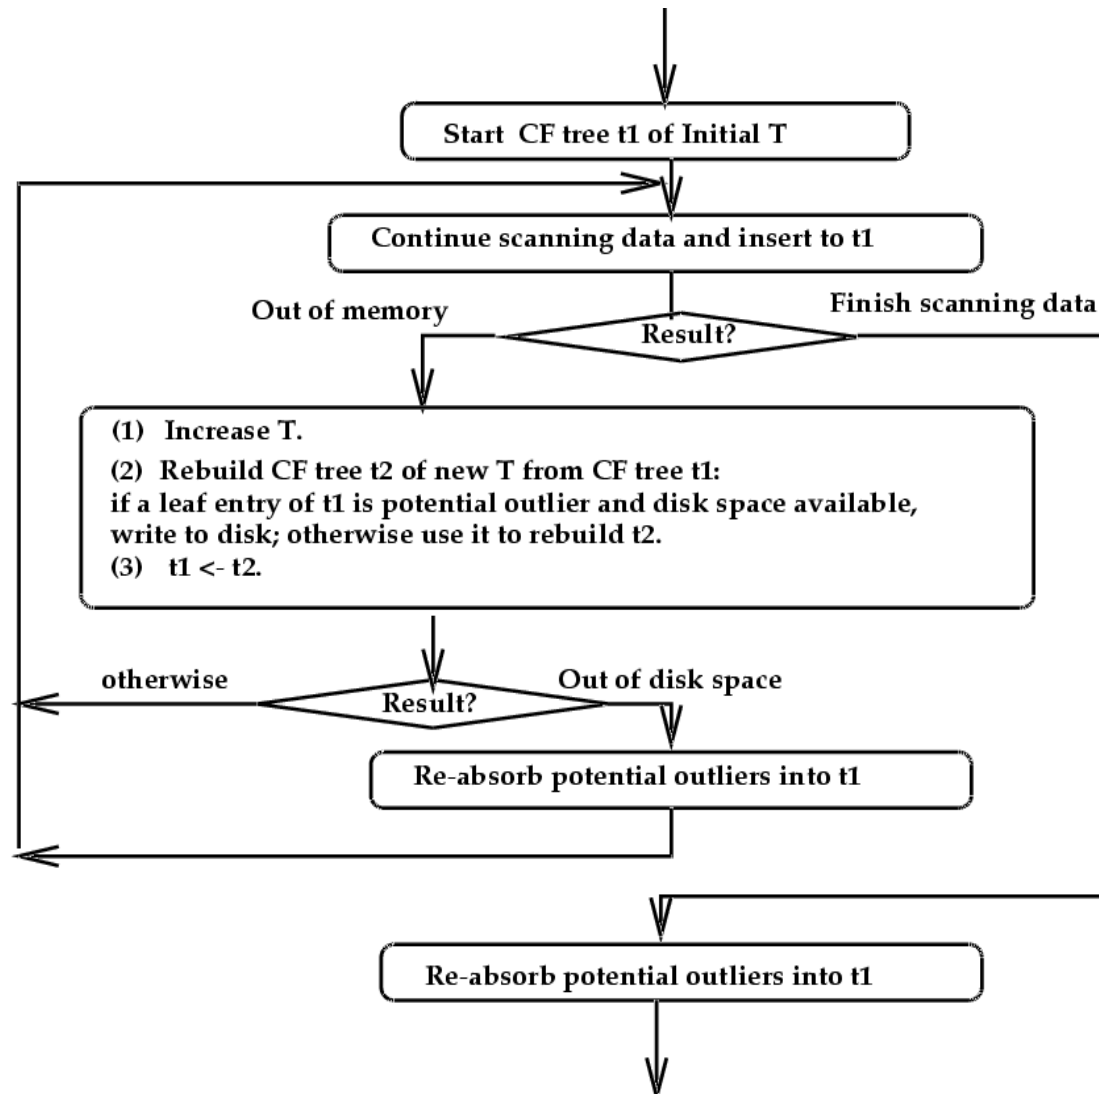 Start CF tree t1 of Initial T
Continue scanning data and insert to t1
Out of memory
Finish scanning data
Result?
(1) Increase T.
(2) Rebuild CF tree t2 of new T from CF tree t1:
if a leaf entry of t1 is potential outlier and disk space available,
write to disk; otherwise use it to rebuild t2.
(3) t1 <- t2.
otherwise
Out of disk space
Result?
Re-absorb potential outliers into t1
Re-absorb potential outliers into t1